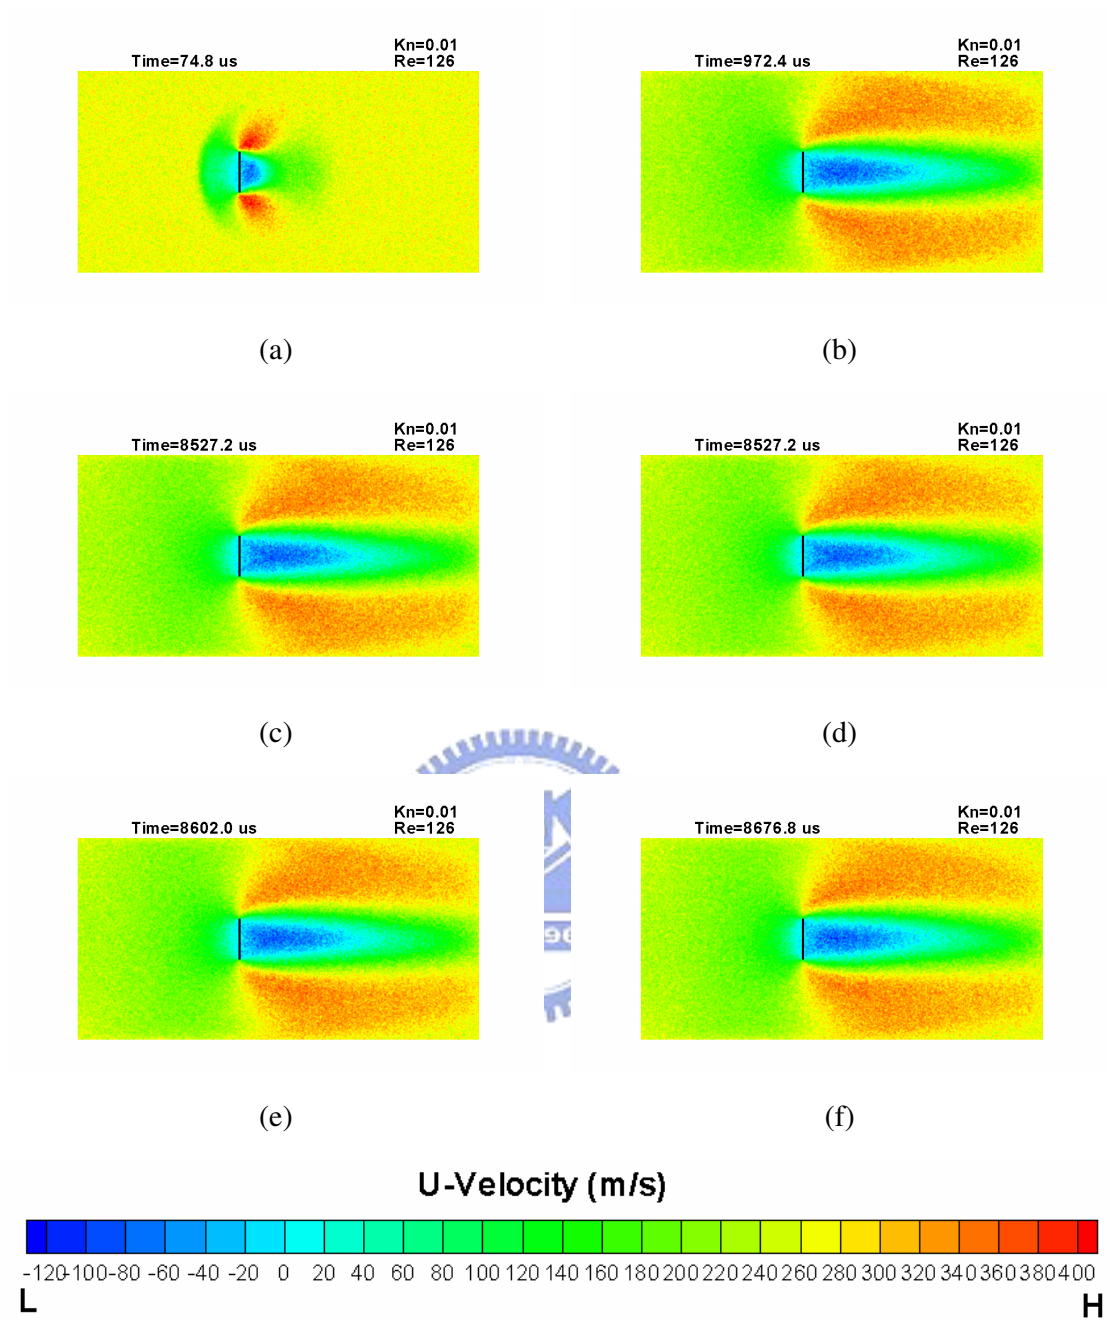 Time=74.8 us
Kn=0.01
Re=126
Time=972.4 us
Kn=0.01
Re=126
(a)
(b)
Time=8527.2 us
Kn=0.01
Re=126
Time=8527.2 us
Kn=0.01
Re=126
(c)
(d)
Time=8602.0 us
Kn=0.01
Re=126
Time=8676.8 us
Kn=0.01
Re=126
(e)
(f)
U-Velocity (m/s)
-120-100-80 -60 -40 -20 0 20 40 60 80 100 120 140 160 180 200 220 240 260 280 300 320 340 360 380 400
L H